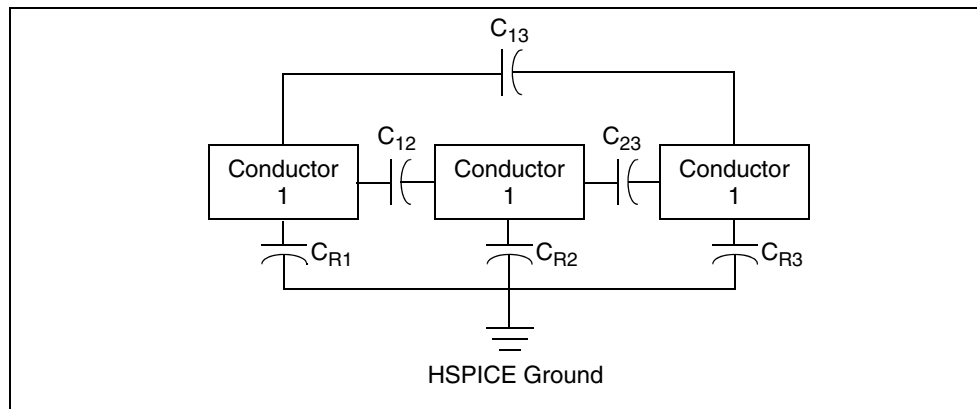 C13
C12
C23
Conductor
1
Conductor
1
Conductor
1
CR1
CR2
CR3
HSPICE Ground